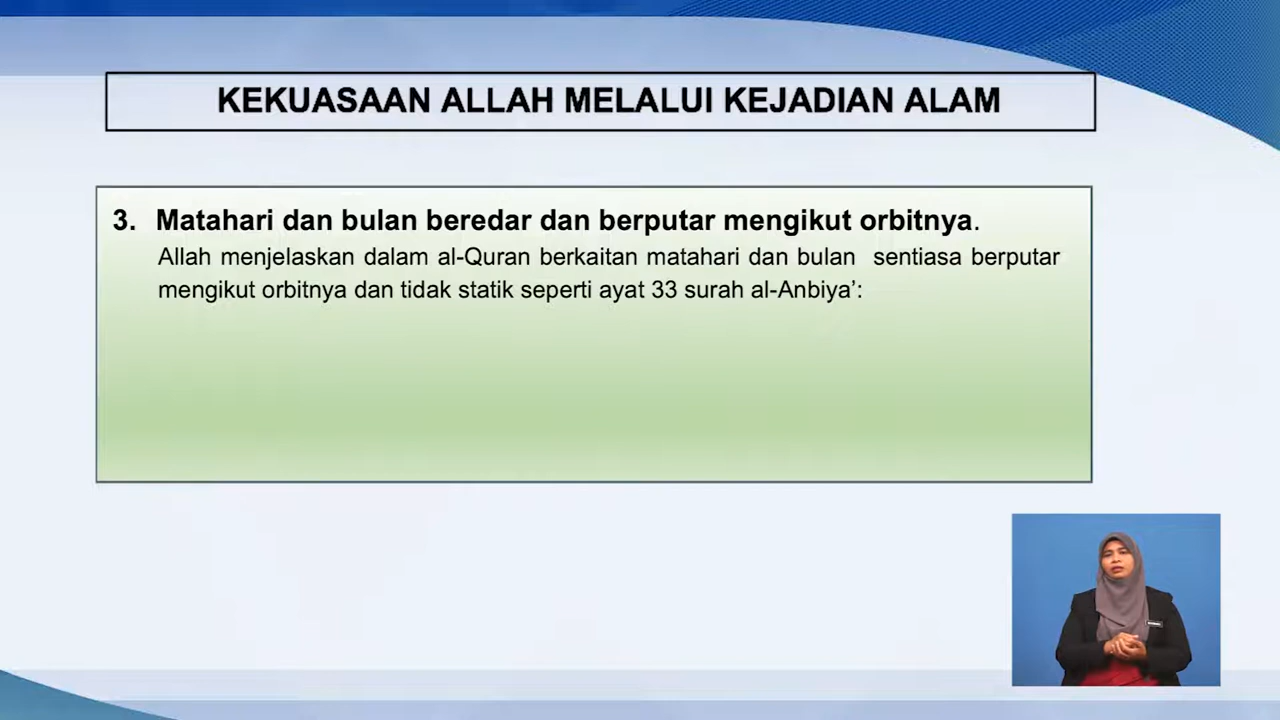 KEKUASAAN ALLAH MELALUI KEJADIAN ALAM
3. Matahari dan bulan beredar dan berputar mengikut orbitnya.
Allah menjelaskan dalam al-Quran berkaitan matahari dan bulan sentiasa berputar
mengikut orbitnya dan tidak statik seperti ayat 33 surah al-Anbiya’: